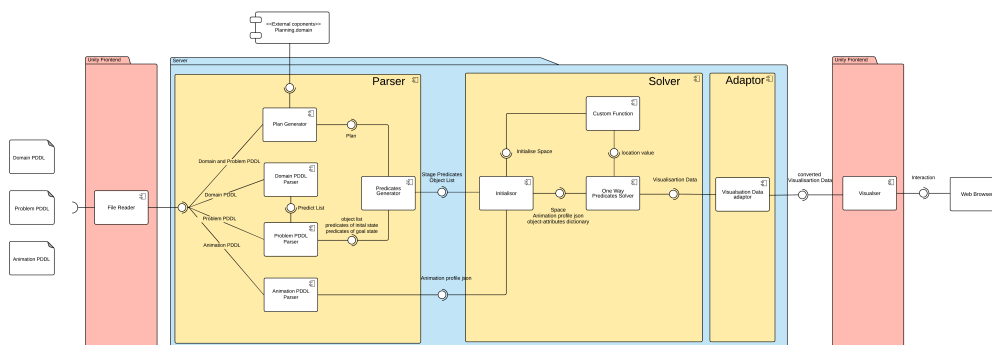 <<External coponents>>
Planning.domain
Unity Frontend
Server
Unity Frontend
Parser
Solver
Adaptor
Plan Generator
Custom Function
Plan
Initialise Space
location value
Domain PDDL
Domain and Problem PDDL
Domain PDDL
Parser
Stage Predicates
Object List
Visualisartion Data
converted
Visualisartion Data
Interaction
Domain PDDL
Predicates
Generator
Initialisor
One Way
Predicates Solver
Visualisation Data
adaptor
Visualiser
Web Browser
Problem PDDL
File Reader
Predict List
Space
Animation profile json
object-attributes dictionary
Problem PDDL
object list
predicates of inital state
predicates of goal state
Problem PDDL
Parser
Animation PDDL
Animation PDDL
Animation profile json
Animation PDDL
Parser